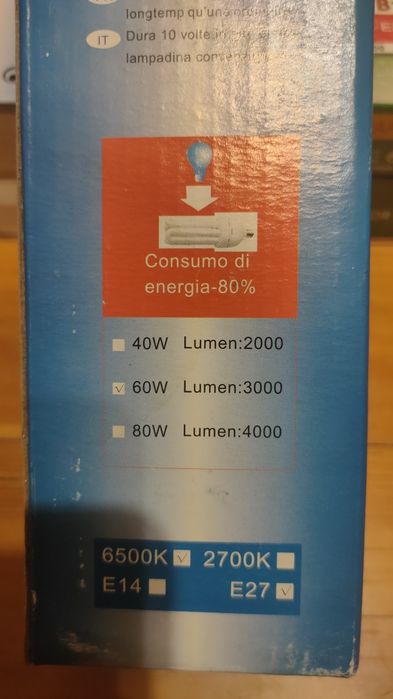 longtemp qu'une
IT Dura 10 volte in
lampadina
Consumo di
energia-80%
40W Lumen:2000
60W Lumen:3000
80W Lumen:4000
6500K 2700K
E14 E27